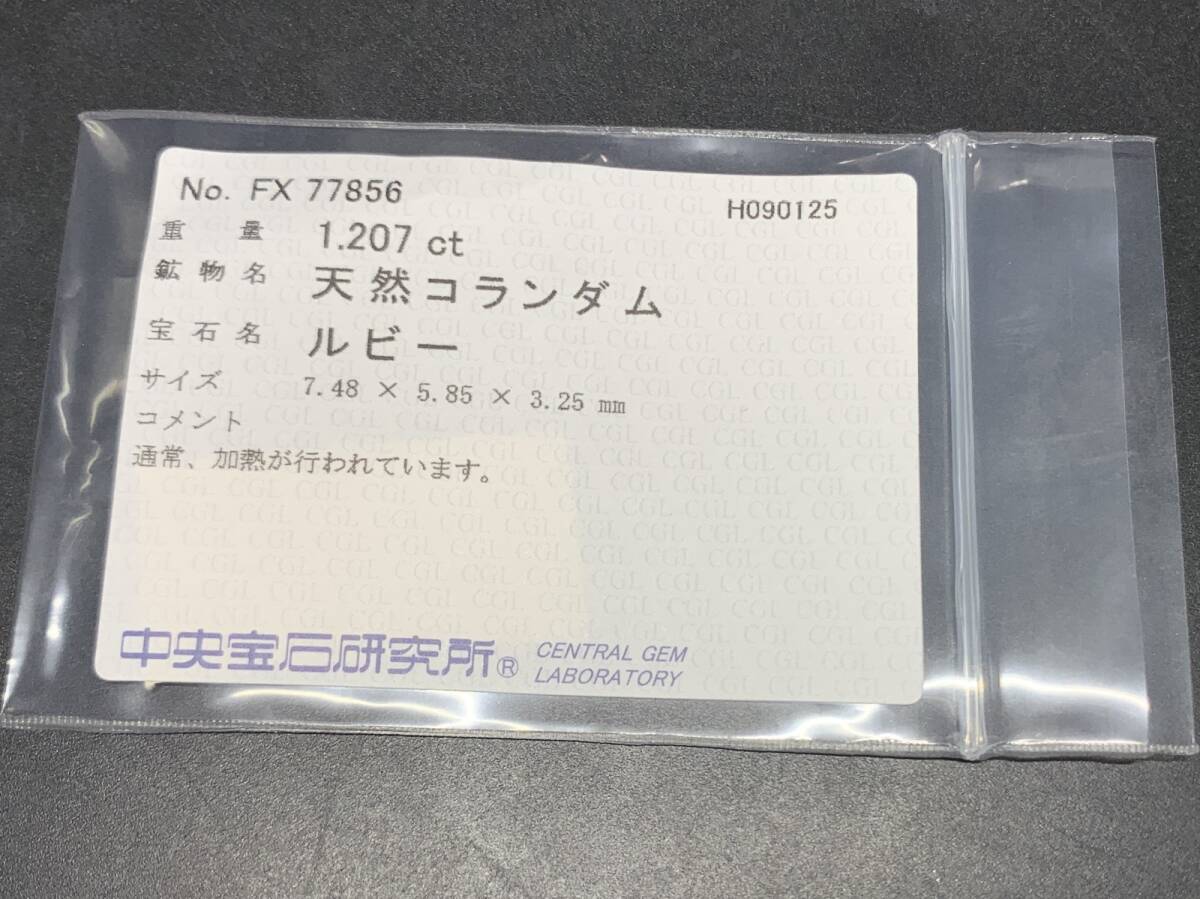 No. FX 77856
H090125
重量 1.207 ct
鉱物名 天然コランダム
宝石名 ルビー
サイズ 7.48 × 5.85 × 3.25 mm
コメント
通常、加熱が行われています。
中央宝石研究所® CENTRAL GEM
LABORATORY